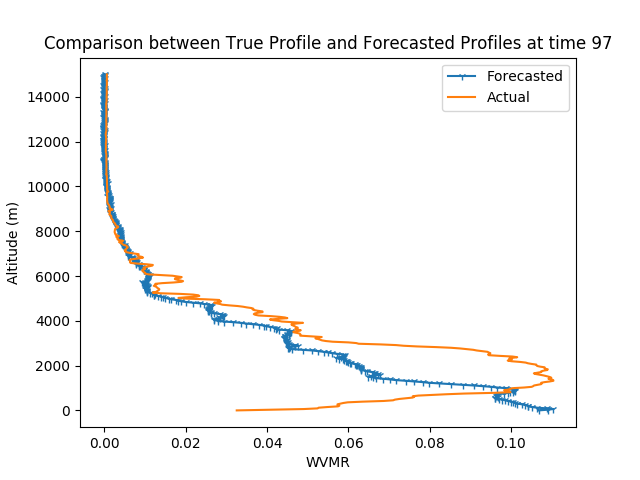 Comparison between True Profile and Forecasted Profiles at time 97
Forecasted
Actual
14000
12000
10000
8000
6000
4000
2000
0
Altitude (m)
0.00 0.02 0.04 0.06 0.08 0.10
WVMR